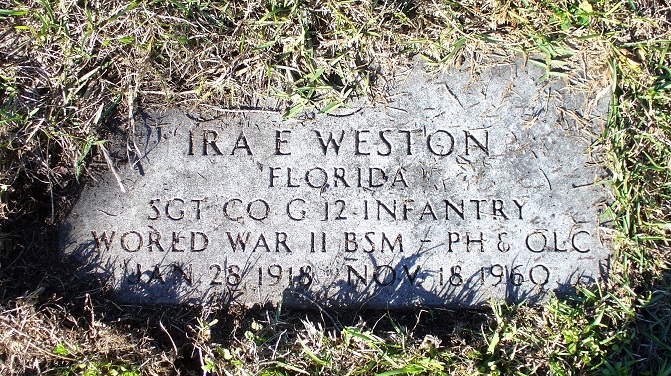 IRA E WESTON
FLORIDA
SGT CO G 12 INFANTRY
WORLD WAR II BSM - PH & OLC
JAN 28 1918 NOV 18 1960